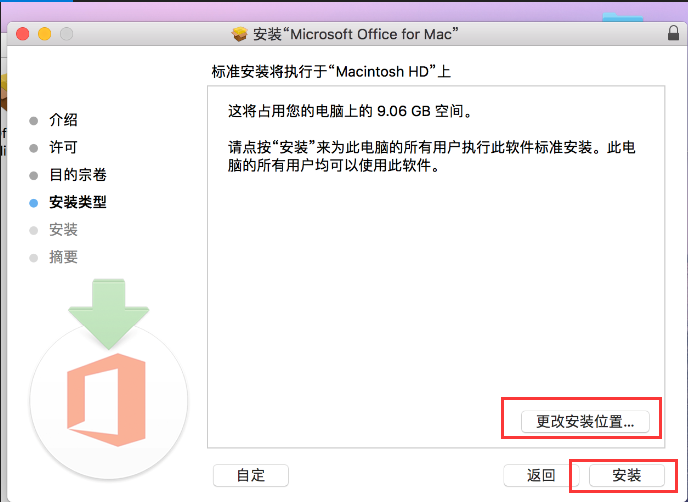 安装“Microsoft Office for Mac”
标准安装将执行于“Macintosh HD”上
介绍
许可
目的宗卷
安装类型
安装
摘要
这将占用您的电脑上的 9.06 GB 空间。
请点按“安装”来为此电脑的所有用户执行此软件标准安装。此电
脑的所有用户均可以使用此软件。
更改安装位置...
自定
返回
安装